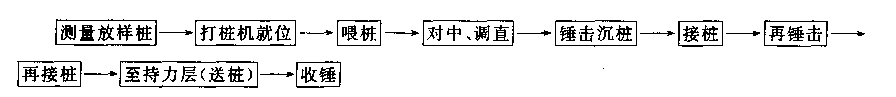 测量放样桩 → 打桩机就位 → 喂桩 → 对中、调直 → 锤击沉桩 → 接桩 → 再锤击 →
再接桩 → 至持力层(送桩) → 收锤